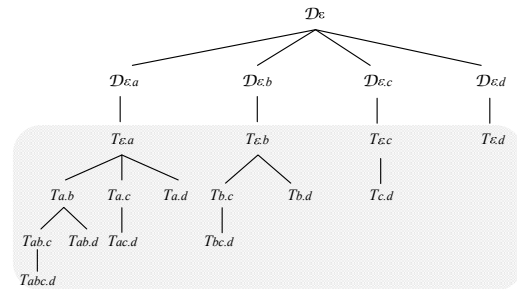 𝒟ε
𝒟ε.a 𝒟ε.b 𝒟ε.c 𝒟ε.d
Tε.a Tε.b Tε.c Tε.d
Ta.b Ta.c Ta.d Tb.c Tb.d Tc.d
Tab.c Tab.d Tac.d Tbc.d
Tabc.d